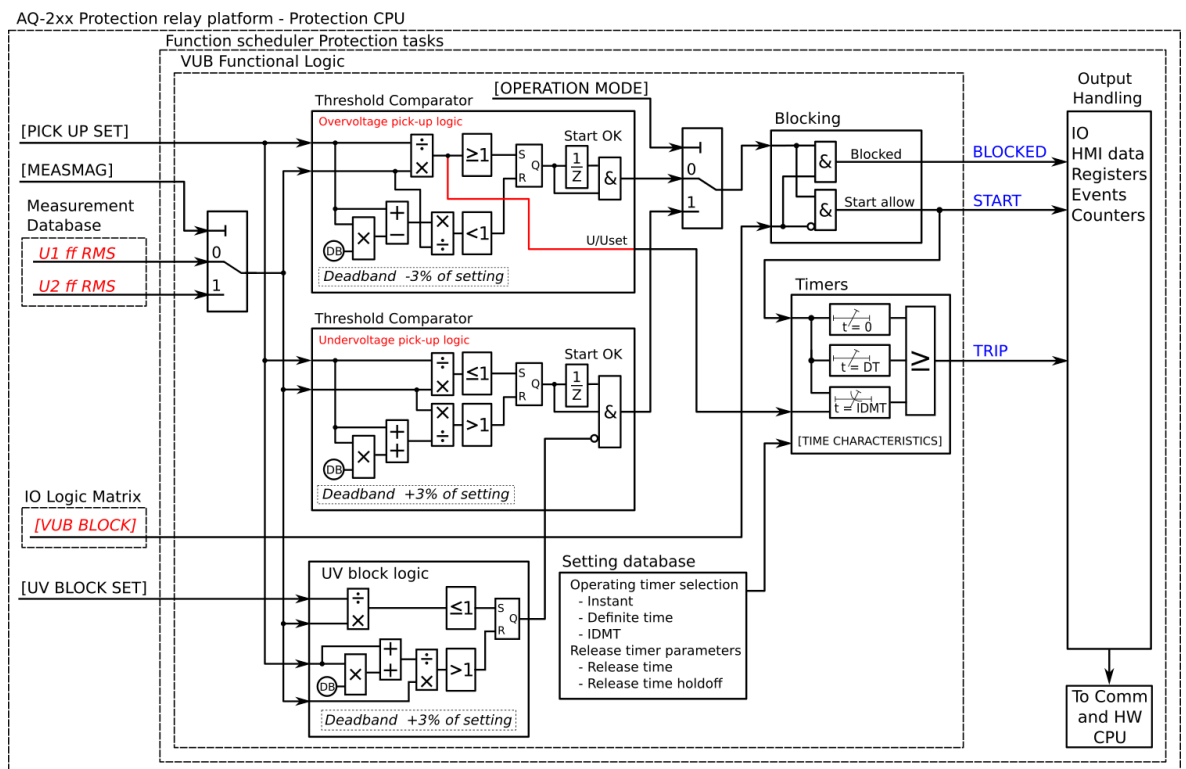 AQ-2xx Protection relay platform - Protection CPU
Function scheduler Protection tasks
VUB Functional Logic
[PICK UP SET]
[MEASMAG]
Measurement
Database
U1 ff RMS
U2 ff RMS
0
1
IO Logic Matrix
[VUB BLOCK]
[UV BLOCK SET]
Threshold Comparator
Overvoltage pick-up logic
÷
×
≥1
S
R
Q
Start OK
1
Z
&
DB
×
+
−
×
÷
<1
U/Uset
Deadband -3% of setting
Threshold Comparator
Undervoltage pick-up logic
÷
×
≤1
S
R
Q
Start OK
1
Z
&
DB
×
+
+
×
÷
>1
Deadband +3% of setting
UV block logic
÷
×
≤1
S
R
Q
DB
×
+
+
÷
×
>1
Deadband +3% of setting
[OPERATION MODE]
0
1
Blocking
&
Blocked
&
Start allow
BLOCKED
START
Timers
t = 0
t = DT
t = IDMT
≥
[TIME CHARACTERISTICS]
TRIP
Setting database
Operating timer selection
- Instant
- Definite time
- IDMT
Release timer parameters
- Release time
- Release time holdoff
Output
Handling
IO
HMI data
Registers
Events
Counters
To Comm
and HW
CPU